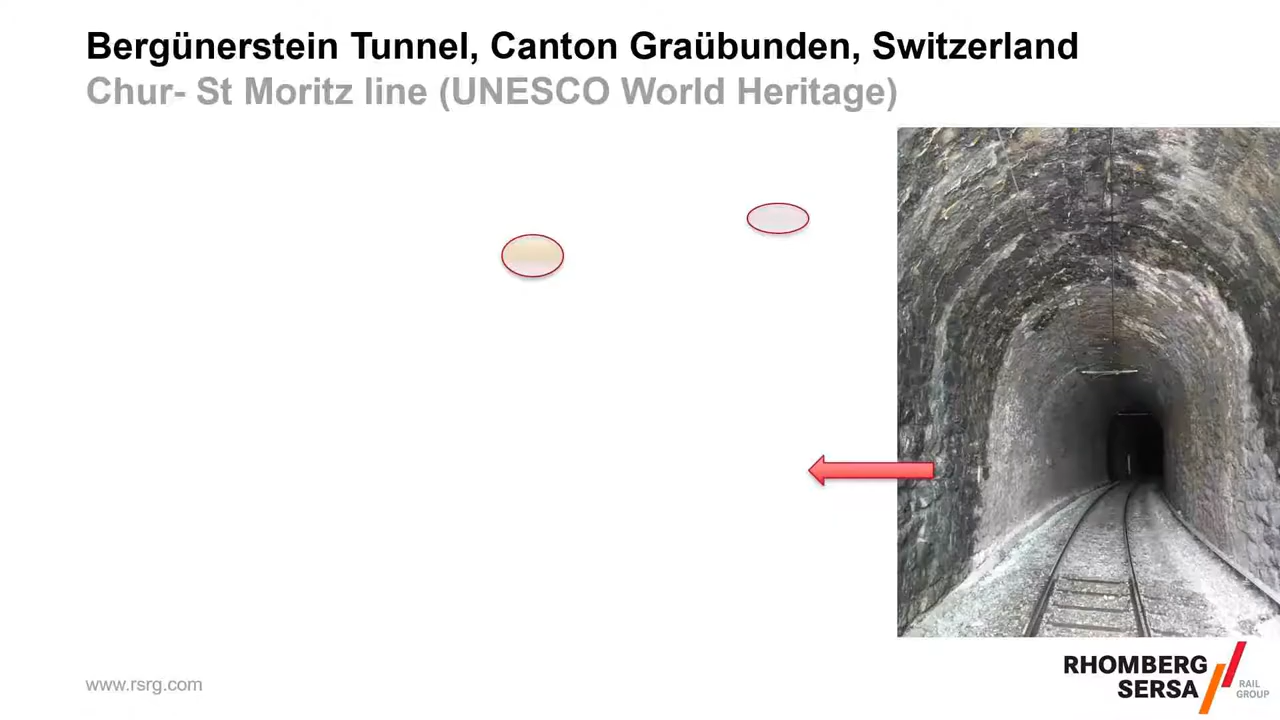 Bergünerstein Tunnel, Canton Graübunden, Switzerland
Chur- St Moritz line (UNESCO World Heritage)
www.rsrg.com
RHOMBERG
SERSA
RAIL
GROUP